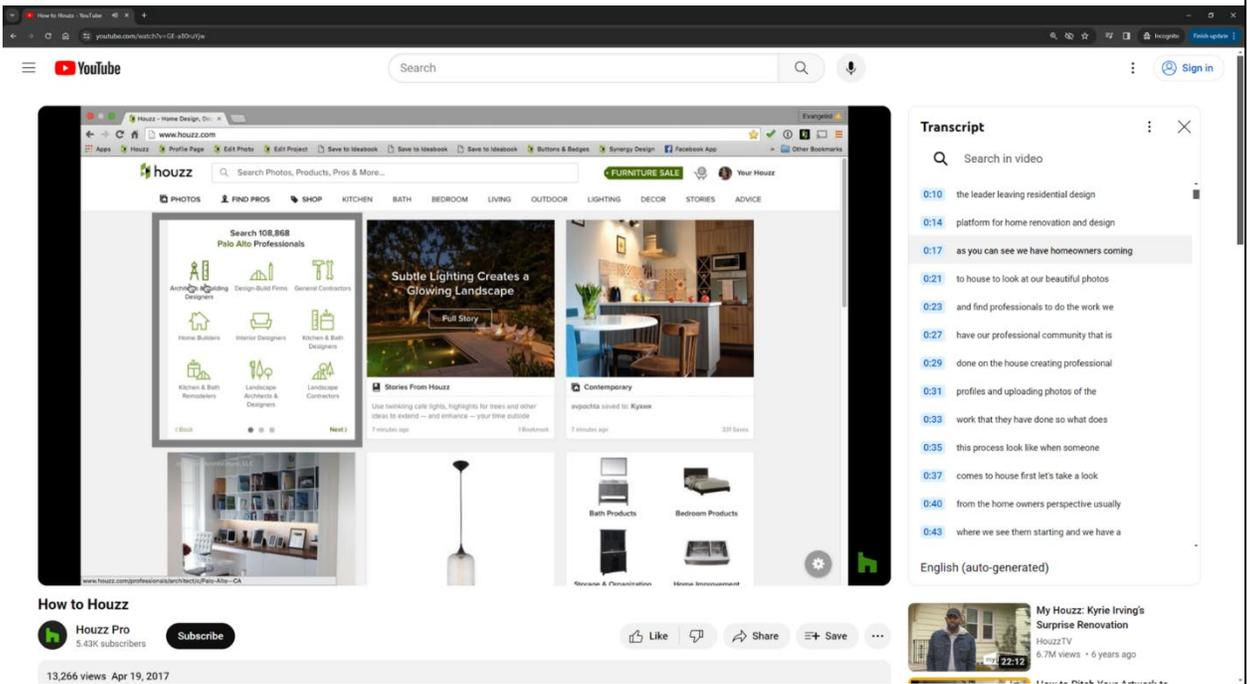 How to Houzz - YouTube
youtube.com/watch?v=GE-aB0ruYjw
Incognito
Finish update
YouTube
Search
Sign in
Houzz - Home Design, De
Evangelist
www.houzz.com
Apps Houzz Profile Page Edit Photo Edit Project Save to Ideabook Save to Ideabook Save to Ideabook Buttons & Badges Synergy Design Facebook App » Other Bookmarks
houzz
Search Photos, Products, Pros & More...
FURNITURE SALE
Your Houzz
PHOTOS FIND PROS SHOP KITCHEN BATH BEDROOM LIVING OUTDOOR LIGHTING DECOR STORIES ADVICE
Search 108,868
Palo Alto Professionals
Architects & Building
Designers
Design-Build Firms
General Contractors
Home Builders
Interior Designers
Kitchen & Bath
Designers
Kitchen & Bath
Remodelers
Landscape
Architects &
Designers
Landscape
Contractors
‹ Back
Next ›
Subtle Lighting Creates a
Glowing Landscape
Full Story
Stories From Houzz
Use twinkling cafe lights, highlights for trees and other
ideas to extend — and enhance — your time outside
7 minutes ago
1 Bookmark
Contemporary
avpochta saved to: Кухня
7 minutes ago
331 Saves
Bath Products
Bedroom Products
Storage & Organization
Home Improvement
www.houzz.com/professionals/architect/c/Palo-Alto--CA
How to Houzz
Houzz Pro
5.43K subscribers
Subscribe
Like
Share
Save
13,266 views Apr 19, 2017
Transcript
Search in video
0:10 the leader leaving residential design
0:14 platform for home renovation and design
0:17 as you can see we have homeowners coming
0:21 to house to look at our beautiful photos
0:23 and find professionals to do the work we
0:27 have our professional community that is
0:29 done on the house creating professional
0:31 profiles and uploading photos of the
0:33 work that they have done so what does
0:35 this process look like when someone
0:37 comes to house first let's take a look
0:40 from the home owners perspective usually
0:43 where we see them starting and we have a
English (auto-generated)
22:12
My Houzz: Kyrie Irving's
Surprise Renovation
HouzzTV
6.7M views • 6 years ago
How to Pitch Your Artwork to